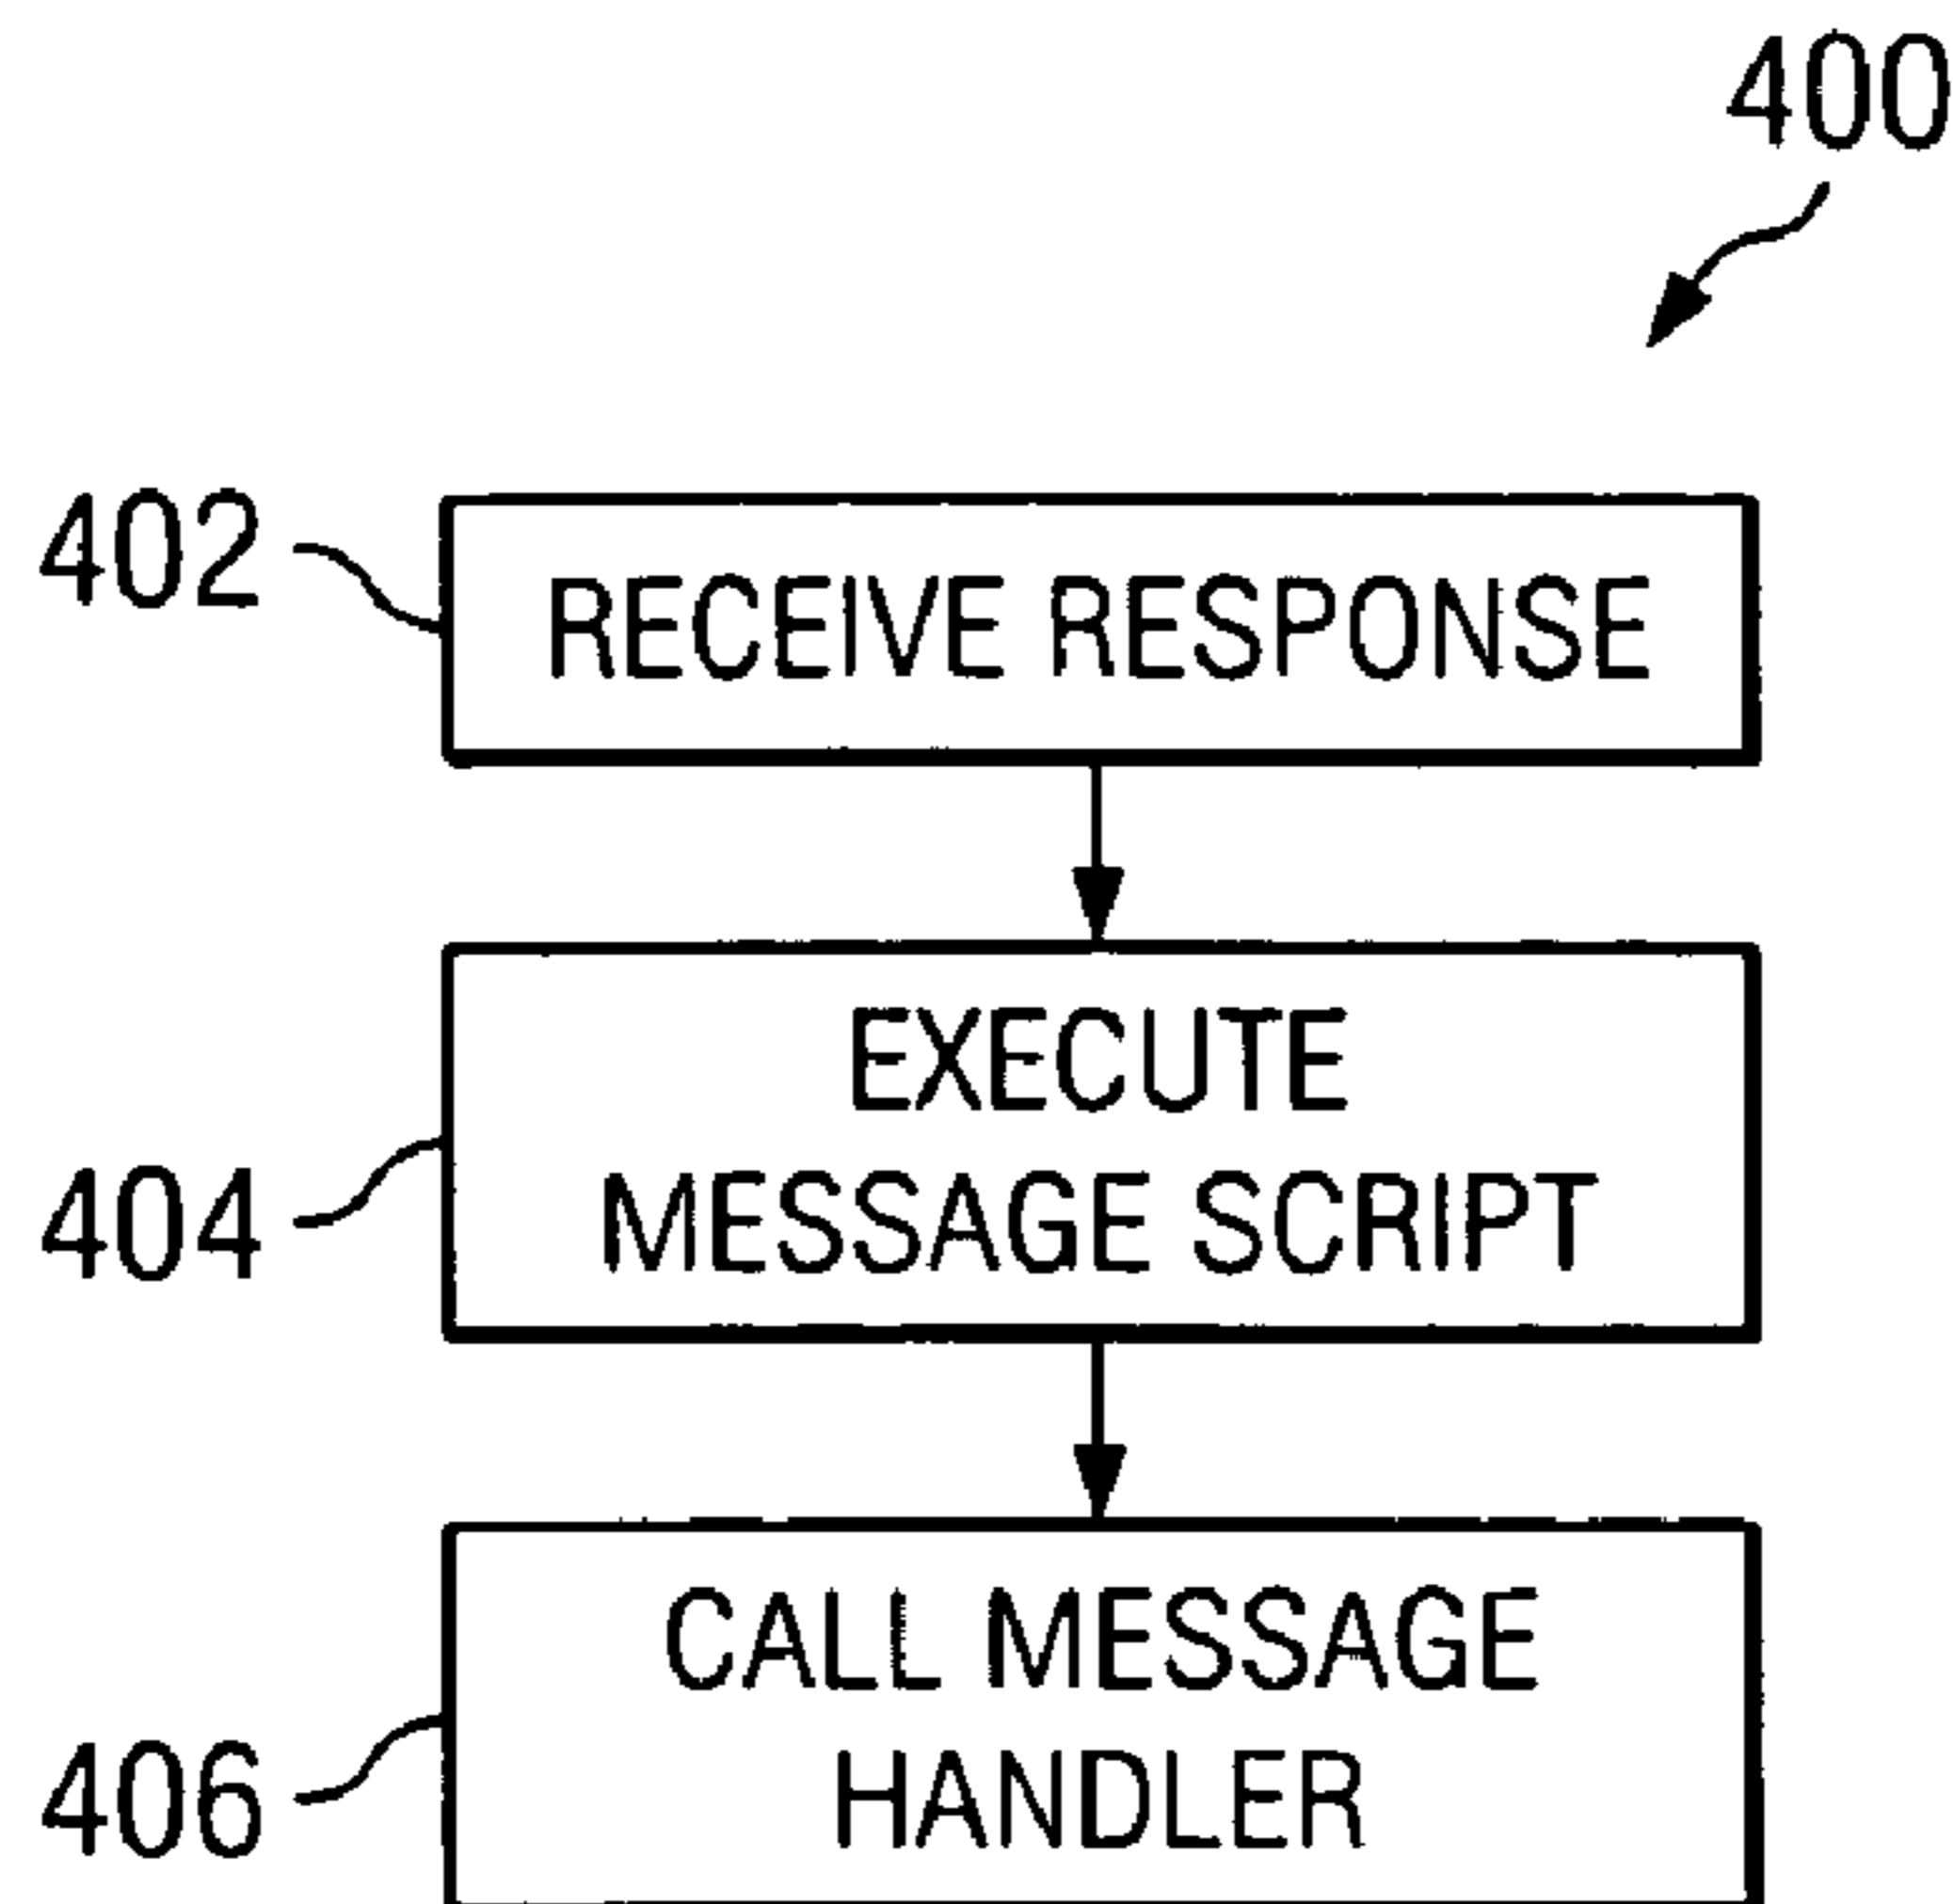 400
402
RECEIVE RESPONSE
EXECUTE
404
MESSAGE SCRIPT
CALL MESSAGE
406
HANDLER